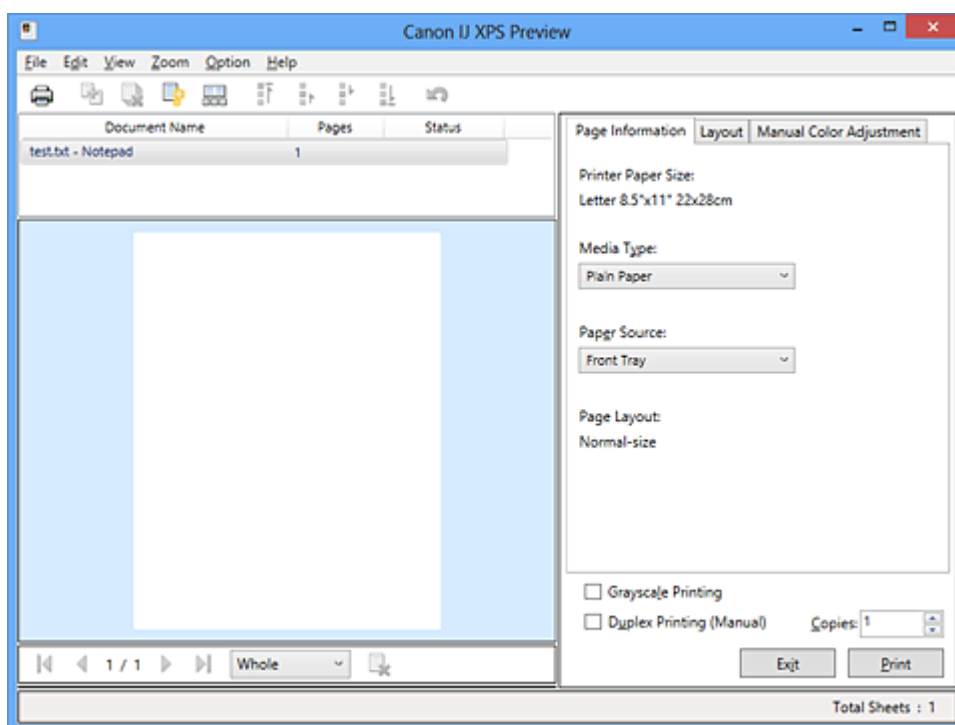 Canon IJ XPS Preview
File Edit View Zoom Option Help
Document Name Pages Status
test.txt - Notepad 1
Page Information Layout Manual Color Adjustment
Printer Paper Size:
Letter 8.5"x11" 22x28cm
Media Type:
Plain Paper
Paper Source:
Front Tray
Page Layout:
Normal-size
Grayscale Printing
Duplex Printing (Manual) Copies: 1
1 / 1 Whole
Exit Print
Total Sheets : 1